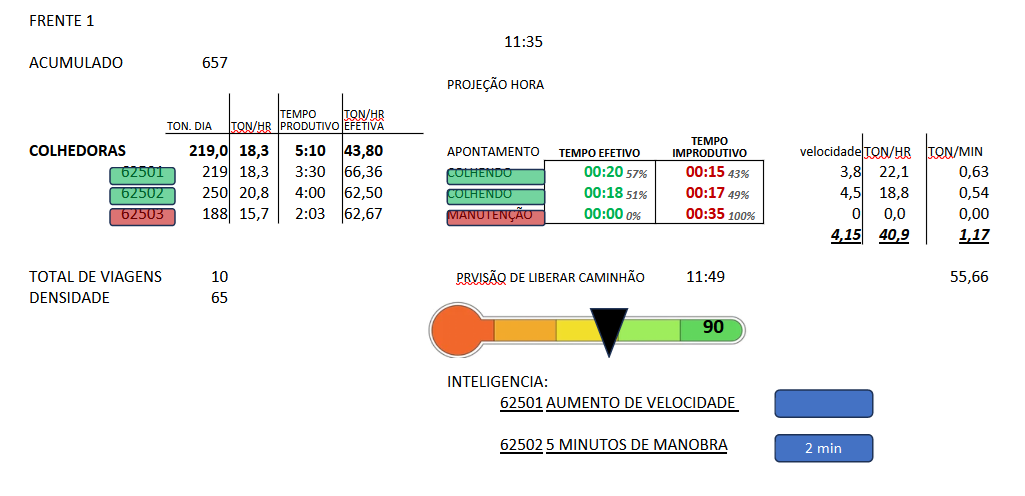 FRENTE 1
11:35
ACUMULADO 657
PROJEÇÃO HORA
TON. DIA TON/HR TEMPO PRODUTIVO TON/HR EFETIVA
COLHEDORAS 219,0 18,3 5:10 43,80
62501 219 18,3 3:30 66,36
62502 250 20,8 4:00 62,50
62503 188 15,7 2:03 62,67
APONTAMENTO TEMPO EFETIVO TEMPO IMPRODUTIVO velocidade TON/HR TON/MIN
COLHENDO 00:20 57% 00:15 43% 3,8 22,1 0,63
COLHENDO 00:18 51% 00:17 49% 4,5 18,8 0,54
MANUTENÇÃO 00:00 0% 00:35 100% 0 0,0 0,00
4,15 40,9 1,17
TOTAL DE VIAGENS 10
DENSIDADE 65
PRVISÃO DE LIBERAR CAMINHÃO 11:49 55,66
90
INTELIGENCIA:
62501 AUMENTO DE VELOCIDADE
62502 5 MINUTOS DE MANOBRA 2 min